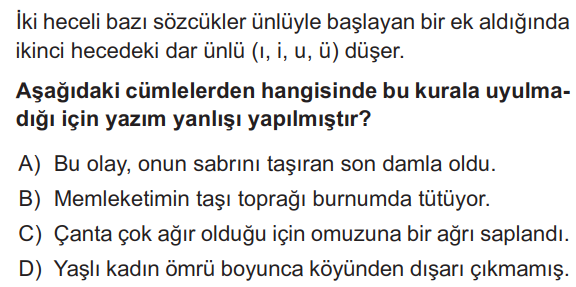 İki heceli bazı sözcükler ünlüyle başlayan bir ek aldığında
ikinci hecedeki dar ünlü (ı, i, u, ü) düşer.
Aşağıdaki cümlelerden hangisinde bu kurala uyulma-
dığı için yazım yanlışı yapılmıştır?
A) Bu olay, onun sabrını taşıran son damla oldu.
B) Memleketimin taşı toprağı burnumda tütüyor.
C) Çanta çok ağır olduğu için omuzuna bir ağrı saplandı.
D) Yaşlı kadın ömrü boyunca köyünden dışarı çıkmamış.